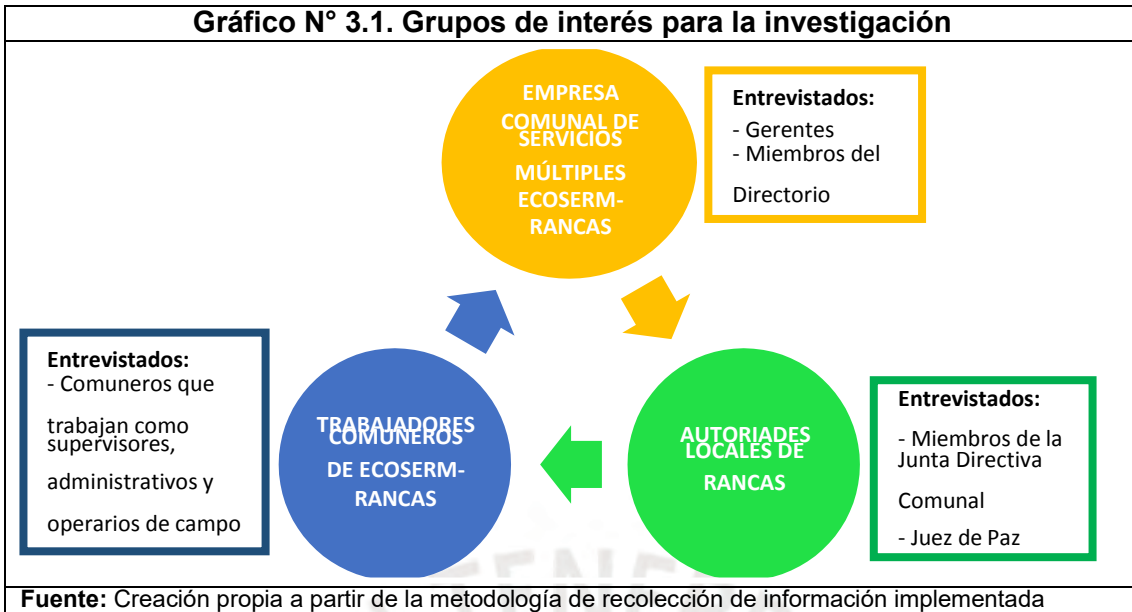 Gráfico N° 3.1. Grupos de interés para la investigación
EMPRESA
COMUNAL DE
SERVICIOS
MÚLTIPLES
ECOSERM-
RANCAS
Entrevistados:
- Gerentes
- Miembros del
Directorio
Entrevistados:
- Comuneros que
trabajan como
supervisores,
administrativos y
operarios de campo
TRABAJADORES
COMUNEROS
DE ECOSERM-
RANCAS
AUTORIADES
LOCALES DE
RANCAS
Entrevistados:
- Miembros de la
Junta Directiva
Comunal
- Juez de Paz
Fuente: Creación propia a partir de la metodología de recolección de información implementada